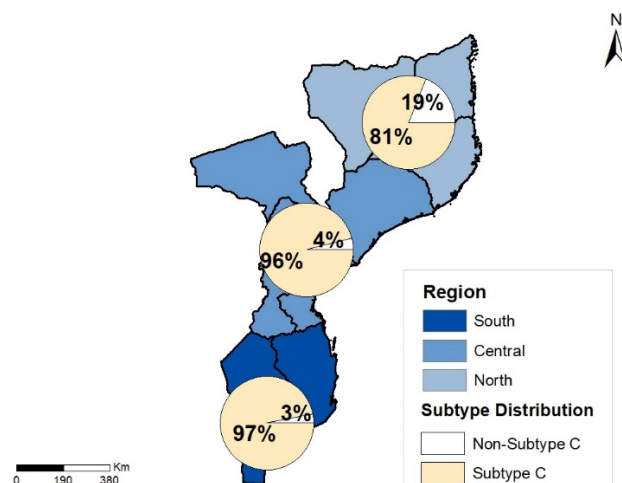 N
19%
81%
4%
96%
3%
97%
Region
South
Central
North
Subtype Distribution
Non-Subtype C
Subtype C
Km
0 190 380